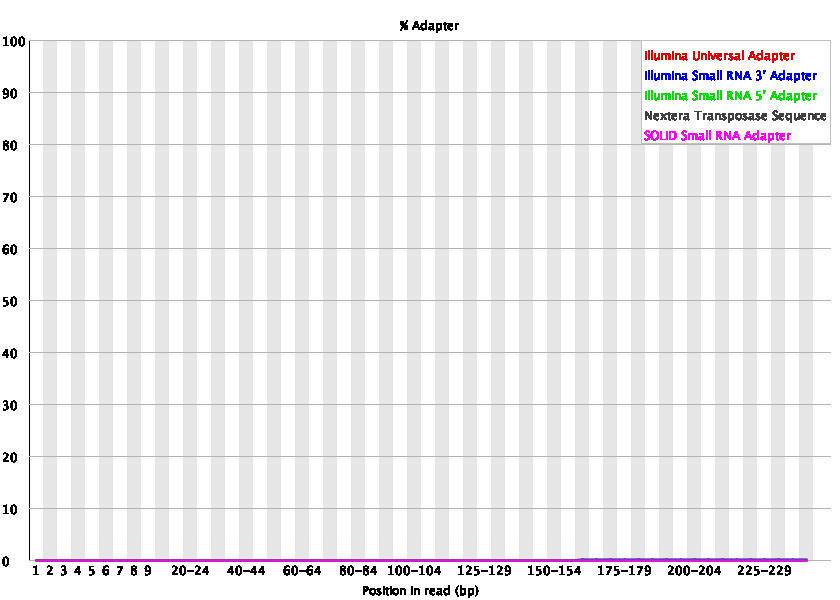 % Adapter
100
90
80
70
60
50
40
30
20
10
0
Illumina Universal Adapter
Illumina Small RNA 3' Adapter
Illumina Small RNA 5' Adapter
Nextera Transposase Sequence
SOLID Small RNA Adapter
1 2 3 4 5 6 7 8 9 20-24 40-44 60-64 80-84 100-104 125-129 150-154 175-179 200-204 225-229
Position in read (bp)